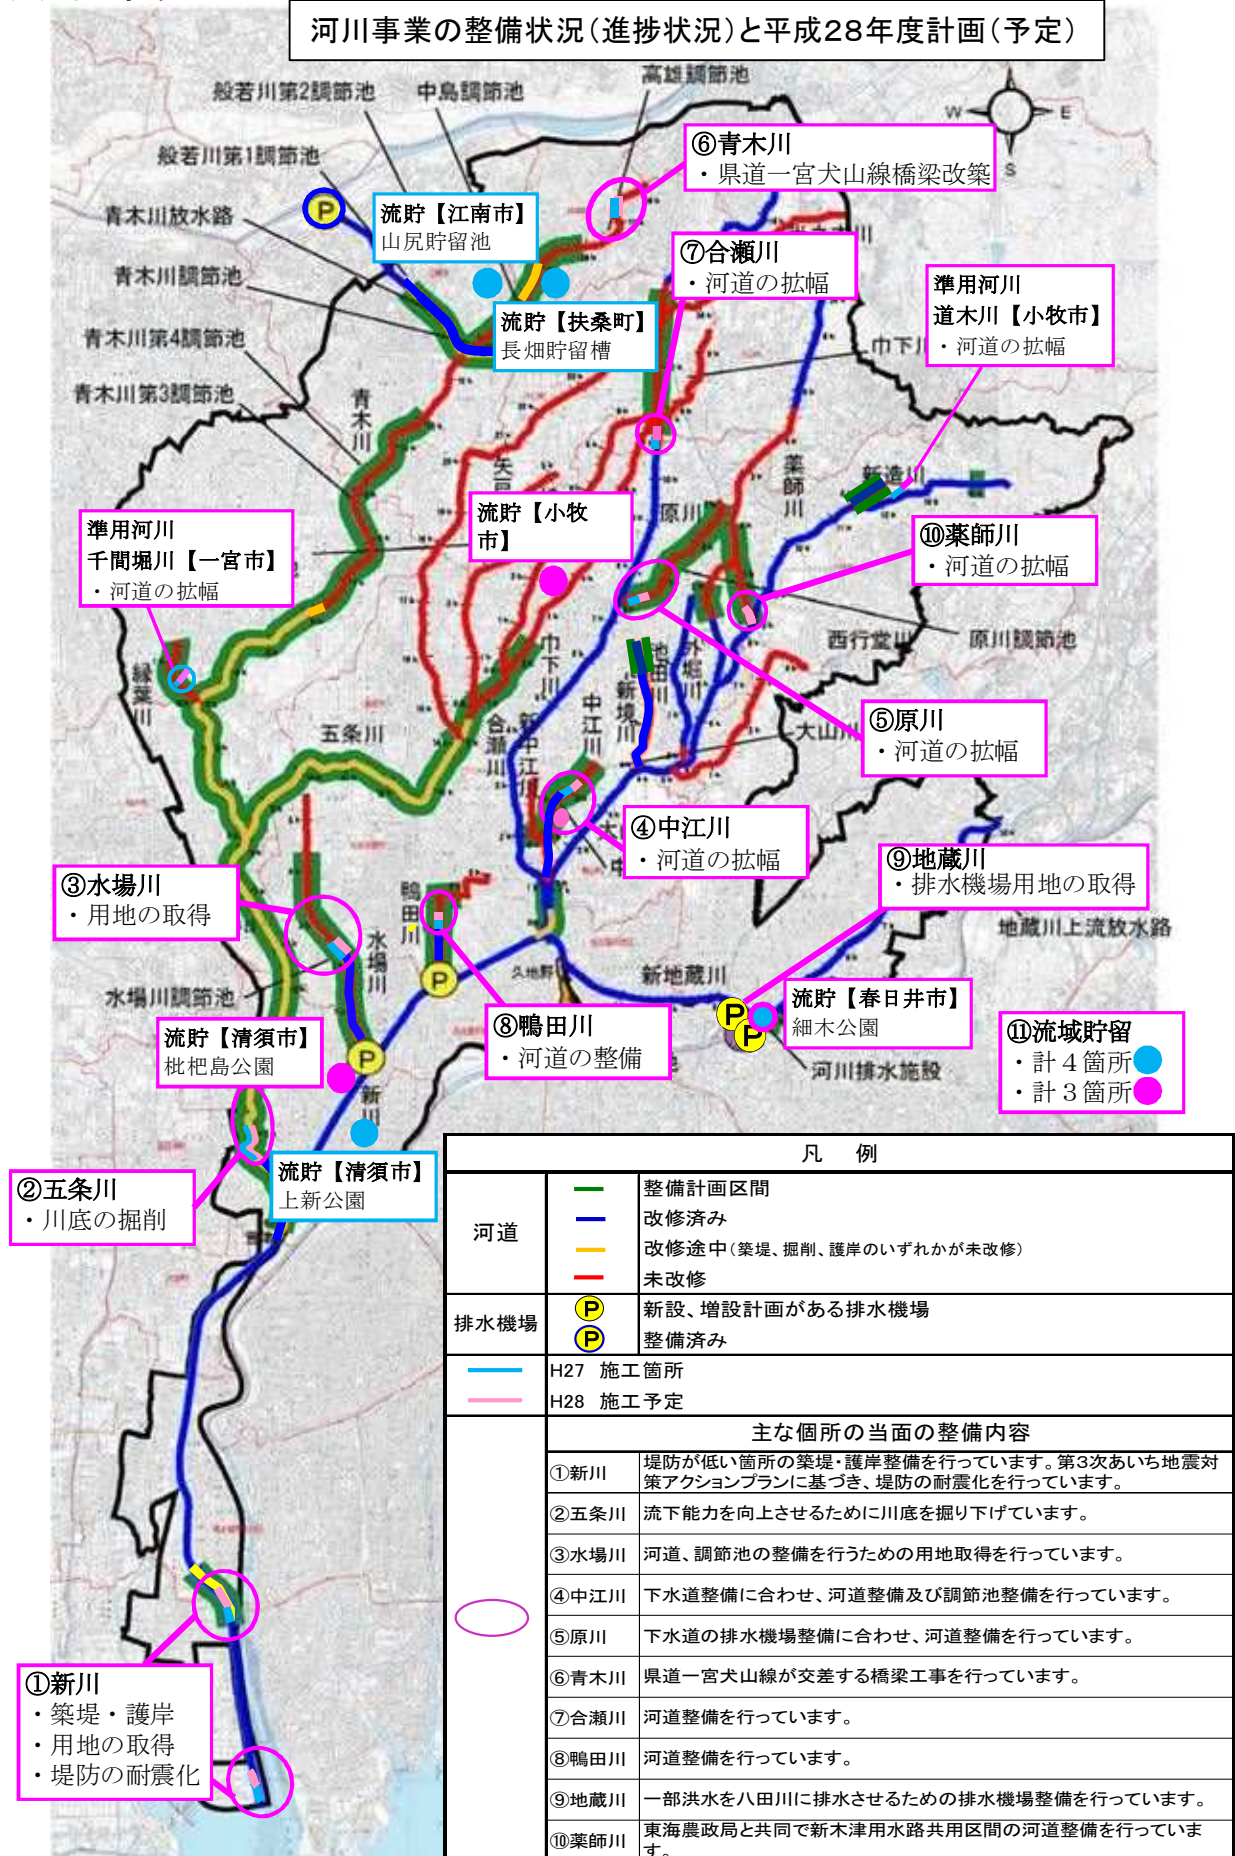 河川事業の整備状況（進捗状況）と平成28年度計画（予定）
高雄調節池
般若川第2調節池
中島調節池
W
E
S
般若川第1調節池
⑥青木川
・県道一宮犬山線橋梁改築
青木川放水路
P
流貯【江南市】
山尻貯留池
⑦合瀬川
・河道の拡幅
青木川調節池
準用河川
道木川【小牧市】
・河道の拡幅
流貯【扶桑町】
長畑貯留槽
青木川第4調節池
巾下川
青木川第3調節池
青木川
矢戸
薬師川
新造川
流貯【小牧
市】
原川
準用河川
千間堀川【一宮市】
・河道の拡幅
⑩薬師川
・河道の拡幅
西行堂川
原川調節池
縁葉川
巾下川
池田川
外堀川
新境川
中江川
五条川
合瀬川
新中江川
大山川
⑤原川
・河道の拡幅
④中江川
・河道の拡幅
⑨地蔵川
・排水機場用地の取得
③水場川
・用地の取得
鴨田川
地蔵川上流放水路
水場川
P
久地野
新地蔵川
水場川調節池
流貯【春日井市】
細木公園
P
P
⑧鴨田川
・河道の整備
⑪流域貯留
・計４箇所
・計３箇所
流貯【清須市】
枇杷島公園
P
河川排水施設
新川
流貯【清須市】
上新公園
②五条川
・川底の掘削
凡　例
河道
整備計画区間
改修済み
改修途中（築堤、掘削、護岸のいずれかが未改修）
未改修
排水機場
P
新設、増設計画がある排水機場
P
整備済み
H27 施工箇所
H28 施工予定
主な個所の当面の整備内容
①新川
堤防が低い箇所の築堤・護岸整備を行っています。第3次あいち地震対
策アクションプランに基づき、堤防の耐震化を行っています。
②五条川
流下能力を向上させるために川底を掘り下げています。
③水場川
河道、調節池の整備を行うための用地取得を行っています。
④中江川
下水道整備に合わせ、河道整備及び調節池整備を行っています。
⑤原川
下水道の排水機場整備に合わせ、河道整備を行っています。
⑥青木川
県道一宮犬山線が交差する橋梁工事を行っています。
⑦合瀬川
河道整備を行っています。
⑧鴨田川
河道整備を行っています。
⑨地蔵川
一部洪水を八田川に排水させるための排水機場整備を行っています。
⑩薬師川
東海農政局と共同で新木津用水路共用区間の河道整備を行っていま
す。
①新川
・築堤・護岸
・用地の取得
・堤防の耐震化